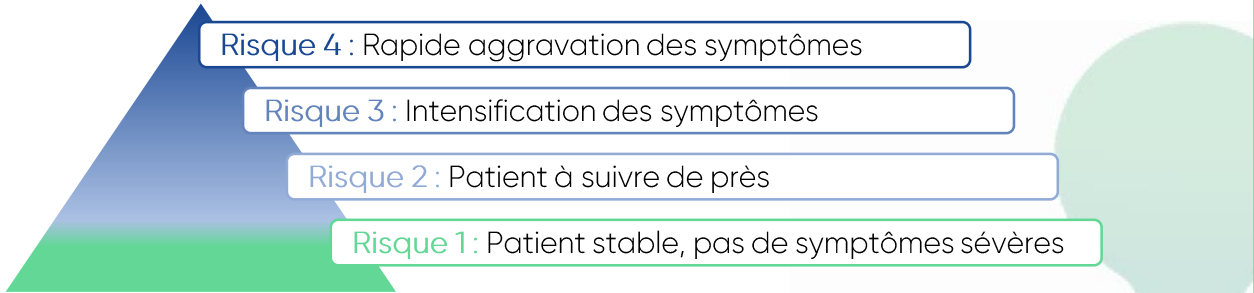 Risque 4 : Rapide aggravation des symptômes
Risque 3 : Intensification des symptômes
Risque 2 : Patient à suivre de près
Risque 1 : Patient stable, pas de symptômes sévères